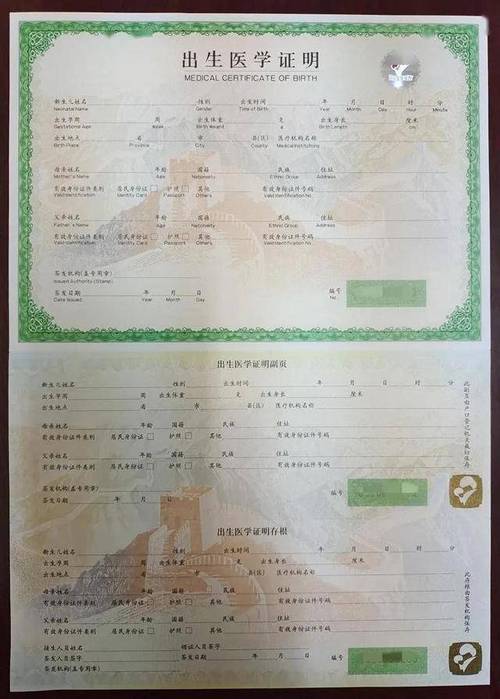 出生医学证明
MEDICAL CERTIFICATE OF BIRTH
新生儿姓名 性别 出生时间 年 月 日 时 分
Neonatal Name Gender Time of Birth Year Month Day Hour Minute
出生孕周 周 出生体重 克 出生身长 厘米
Gestational Age Week Birth Weight g Birth Length cm
出生地点 省 市 县(区) 医疗机构名称
Birth Place Province City County Medical Institutions
母亲姓名 年龄 国籍 民族 住址
Mother's Name Age Nationality Ethnic Group Address
有效身份证件类别 居民身份证 护照 其他 有效身份证件号码
Valid Identification Identity Card Passport Others Valid Identification No.
父亲姓名 年龄 国籍 民族 住址
Father's Name Age Nationality Ethnic Group Address
有效身份证件类别 居民身份证 护照 其他 有效身份证件号码
Valid Identification Identity Card Passport Others Valid Identification No.
签发机构(盖专用章)
Issued Authority (Stamp)
签发日期 年 月 日 编号
Date Issued Year Month Day No.
出生医学证明副页
新生儿姓名 性别 出生时间 年 月 日 时 分
出生孕周 周 出生体重 克 出生身长 厘米
出生地点 省 市 县(区) 医疗机构名称
母亲姓名 年龄 国籍 民族 住址
有效身份证件类别 居民身份证 护照 其他 有效身份证件号码
父亲姓名 年龄 国籍 民族 住址
有效身份证件类别 居民身份证 护照 其他 有效身份证件号码
签发机构(盖专用章)
签发日期 年 月 日 编号
此副页由户口登记机关裁切保存
出生医学证明存根
新生儿姓名 性别 出生时间 年 月 日 时 分
出生孕周 周 出生体重 克 出生身长 厘米
出生地点 省 市 县(区) 医疗机构名称
母亲姓名 年龄 国籍 民族 住址
有效身份证件类别 居民身份证 护照 其他 有效身份证件号码
父亲姓名 年龄 国籍 民族 住址
有效身份证件类别 居民身份证 护照 其他 有效身份证件号码
接生人员签字 领证人员签字
签发人员签字 签发日期 年 月 日 编号
此存根由签发机构保存